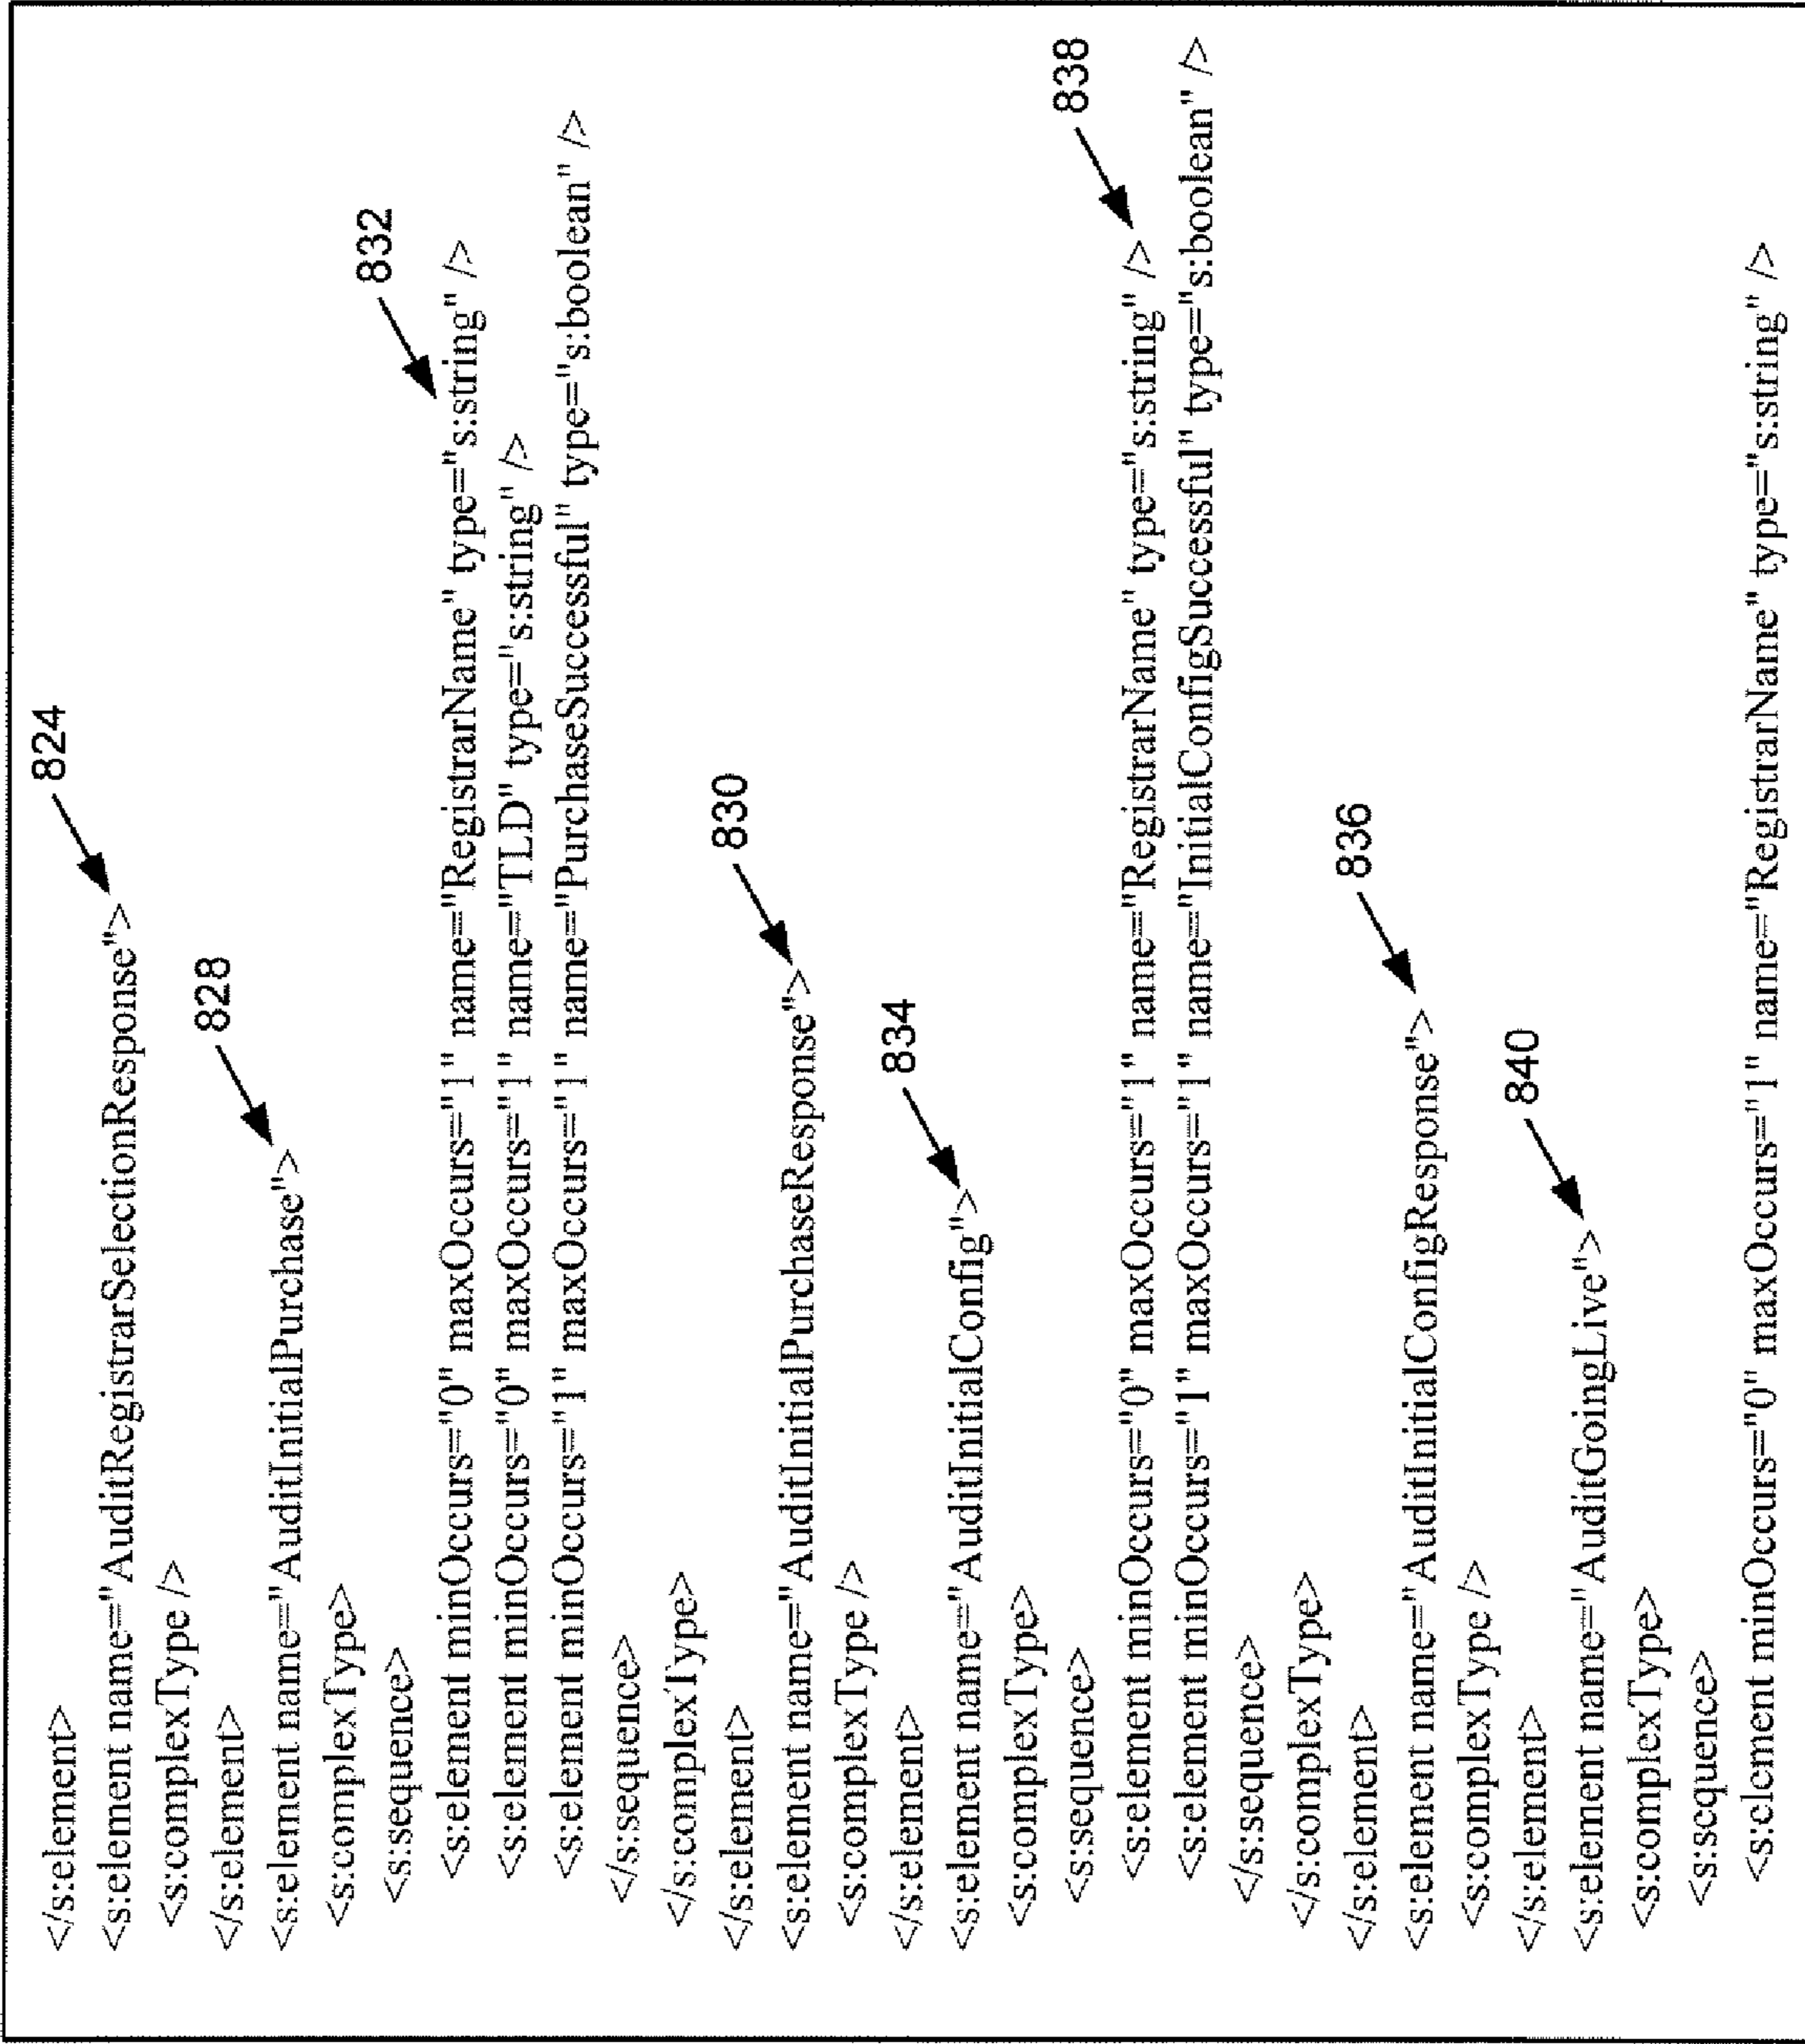 </s:element>
824
<s:element name="AuditRegistrarSelectionResponse">
<s:complexType />
</s:element>
828
<s:element name="AuditInitialPurchase">
<s:complexType>
832
<s:sequence>
<s:element minOccurs="0" maxOccurs="1" name="RegistrarName" type="s:string" />
<s:element minOccurs="0" maxOccurs="1" name="TLD" type="s:string" />
<s:element minOccurs="1" maxOccurs="1" name="PurchaseSuccessful" type="s:boolean" />
</s:sequence>
</s:complexType>
</s:element>
830
<s:element name="AuditInitialPurchaseResponse">
<s:complexType />
</s:element>
834
<s:element name="AuditInitialConfig">
<s:complexType>
<s:sequence>
838
<s:element minOccurs="0" maxOccurs="1" name="RegistrarName" type="s:string" />
<s:element minOccurs="1" maxOccurs="1" name="InitialConfigSuccessful" type="s:boolean" />
</s:sequence>
</s:complexType>
</s:element>
836
<s:element name="AuditInitialConfigResponse">
<s:complexType />
</s:element>
840
<s:element name="AuditGoingLive">
<s:complexType>
<s:sequence>
<s:element minOccurs="0" maxOccurs="1" name="RegistrarName" type="s:string" />